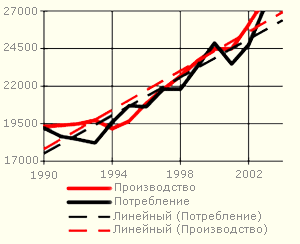 27000
24500
22000
19500
17000
1990 1994 1998 2002
Производство
Потребление
Линейный (Потребление)
Линейный (Производство)